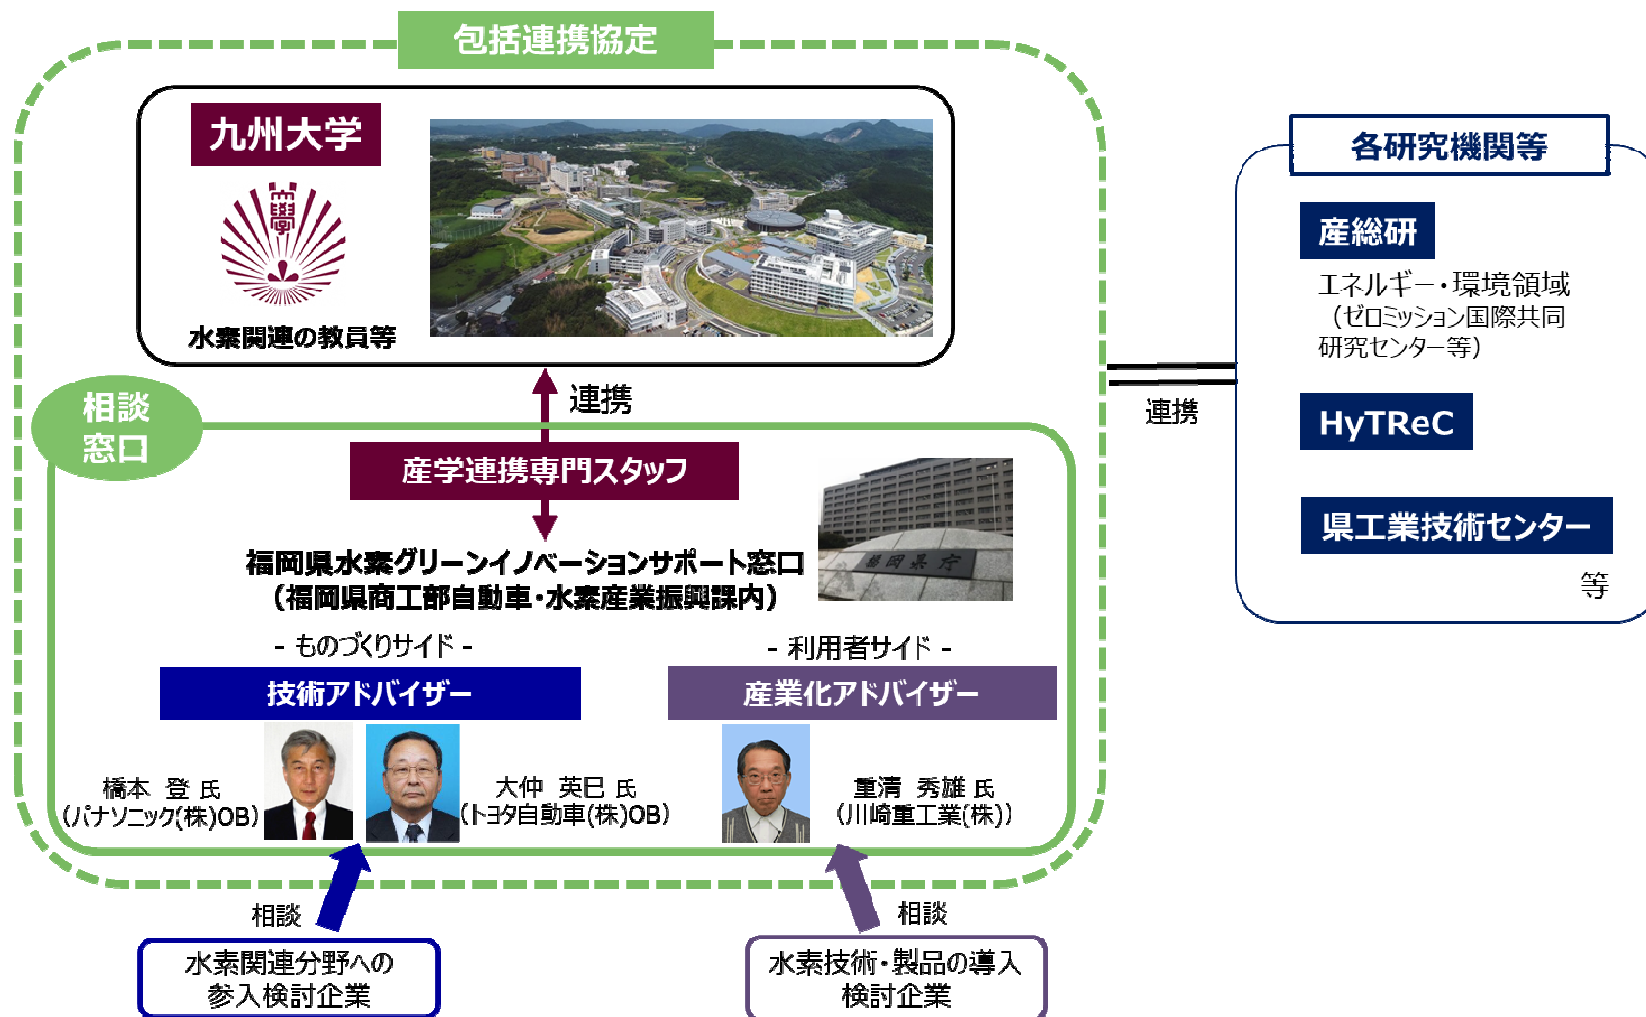 包括連携協定
九州大学
大學
水素関連の教員等
連携
相談
窓口
産学連携専門スタッフ
福岡県庁
福岡県水素グリーンイノベーションサポート窓口
（福岡県商工部自動車・水素産業振興課内）
- ものづくりサイド -
技術アドバイザー
橋本 登 氏
(パナソニック(株)OB)
大仲 英巳 氏
(トヨタ自動車(株)OB)
- 利用者サイド -
産業化アドバイザー
重清 秀雄 氏
(川崎重工業(株))
相談
水素関連分野への
参入検討企業
相談
水素技術・製品の導入
検討企業
連携
各研究機関等
産総研
エネルギー・環境領域
（ゼロミッション国際共同
研究センター等）
HyTReC
県工業技術センター
等